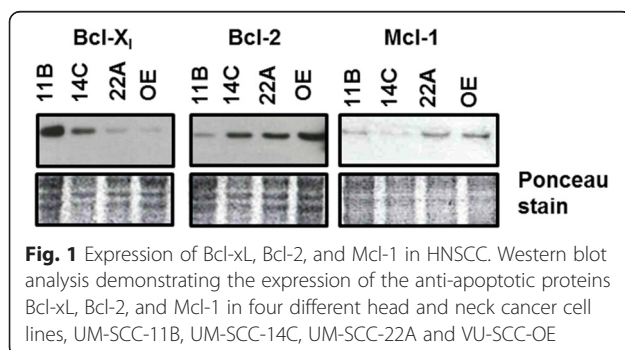 Bcl-Xl Bcl-2 Mcl-1
11B 14C 22A OE 11B 14C 22A OE 11B 14C 22A OE
Ponceau
stain
Fig. 1 Expression of Bcl-xL, Bcl-2, and Mcl-1 in HNSCC. Western blot
analysis demonstrating the expression of the anti-apoptotic proteins
Bcl-xL, Bcl-2, and Mcl-1 in four different head and neck cancer cell
lines, UM-SCC-11B, UM-SCC-14C, UM-SCC-22A and VU-SCC-OE